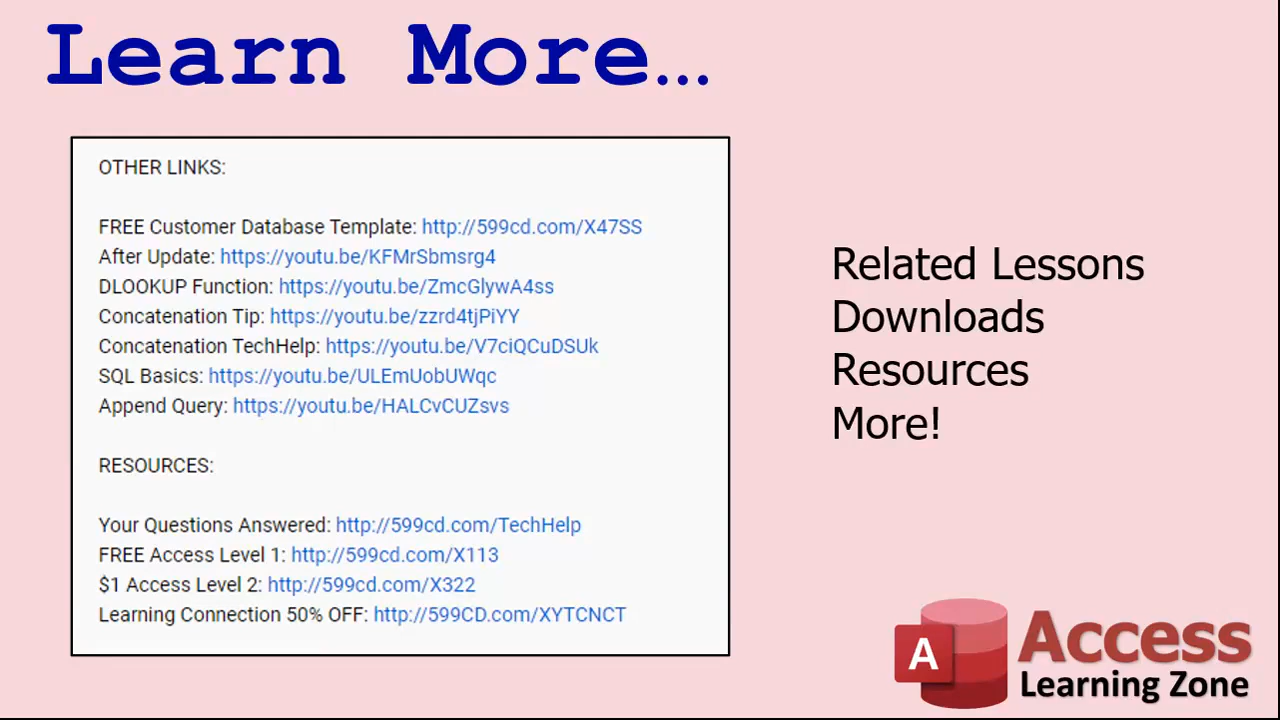 Learn More...
OTHER LINKS:
FREE Customer Database Template: http://599cd.com/X47SS
After Update: https://youtu.be/KFMrSbmsrg4
DLOOKUP Function: https://youtu.be/ZmcGlywA4ss
Concatenation Tip: https://youtu.be/zzrd4tjPiYY
Concatenation TechHelp: https://youtu.be/V7ciQCuDSUk
SQL Basics: https://youtu.be/ULEmUobUWqc
Append Query: https://youtu.be/HALCvCUZsvs
RESOURCES:
Your Questions Answered: http://599cd.com/TechHelp
FREE Access Level 1: http://599cd.com/X113
$1 Access Level 2: http://599cd.com/X322
Learning Connection 50% OFF: http://599CD.com/XYTCNCT
Related Lessons
Downloads
Resources
More!
A
Access
Learning Zone